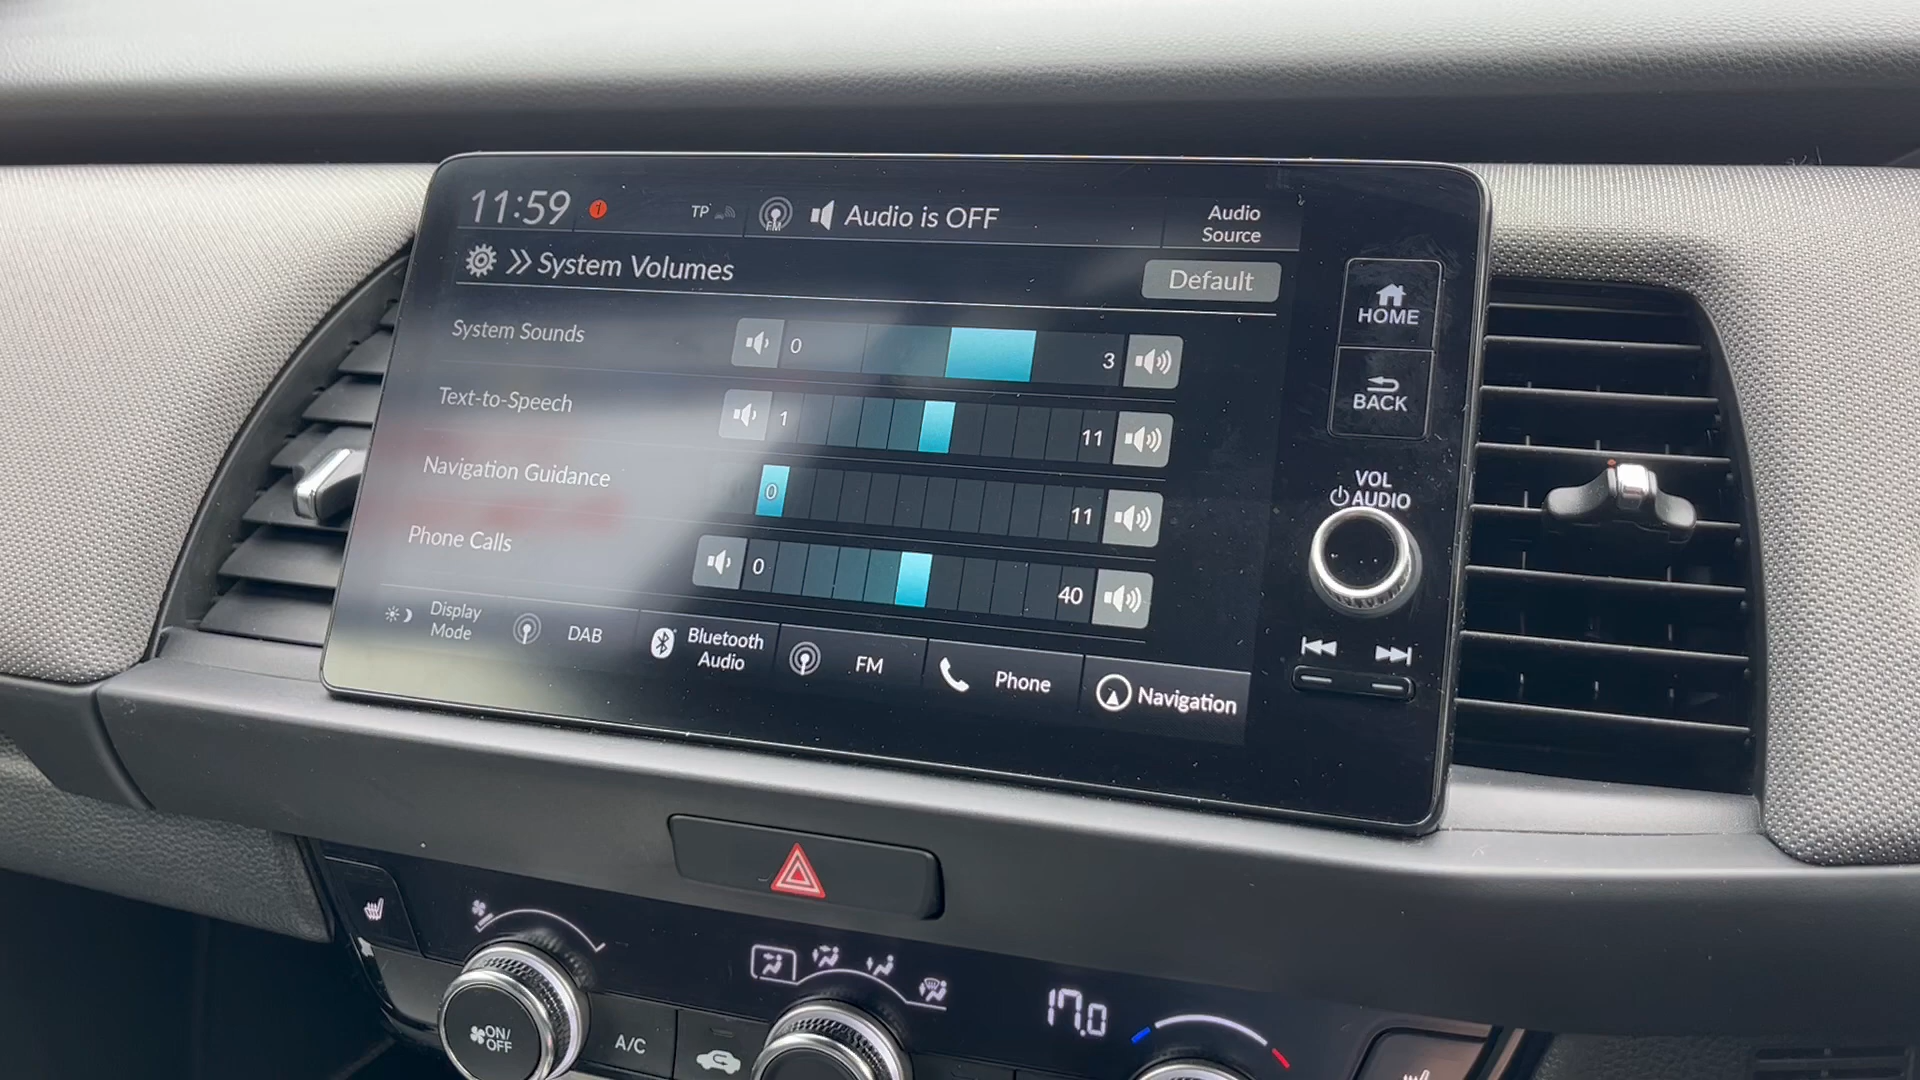 11:59 i TP FM Audio is OFF
Audio
Source
System Volumes
Default
System Sounds 0 3
Text-to-Speech 1 11
Navigation Guidance 0 11
Phone Calls 0 40
Display
Mode
DAB
Bluetooth
Audio
FM
Phone
Navigation
HOME
BACK
VOL
AUDIO
ON/
OFF
A/C
17.0